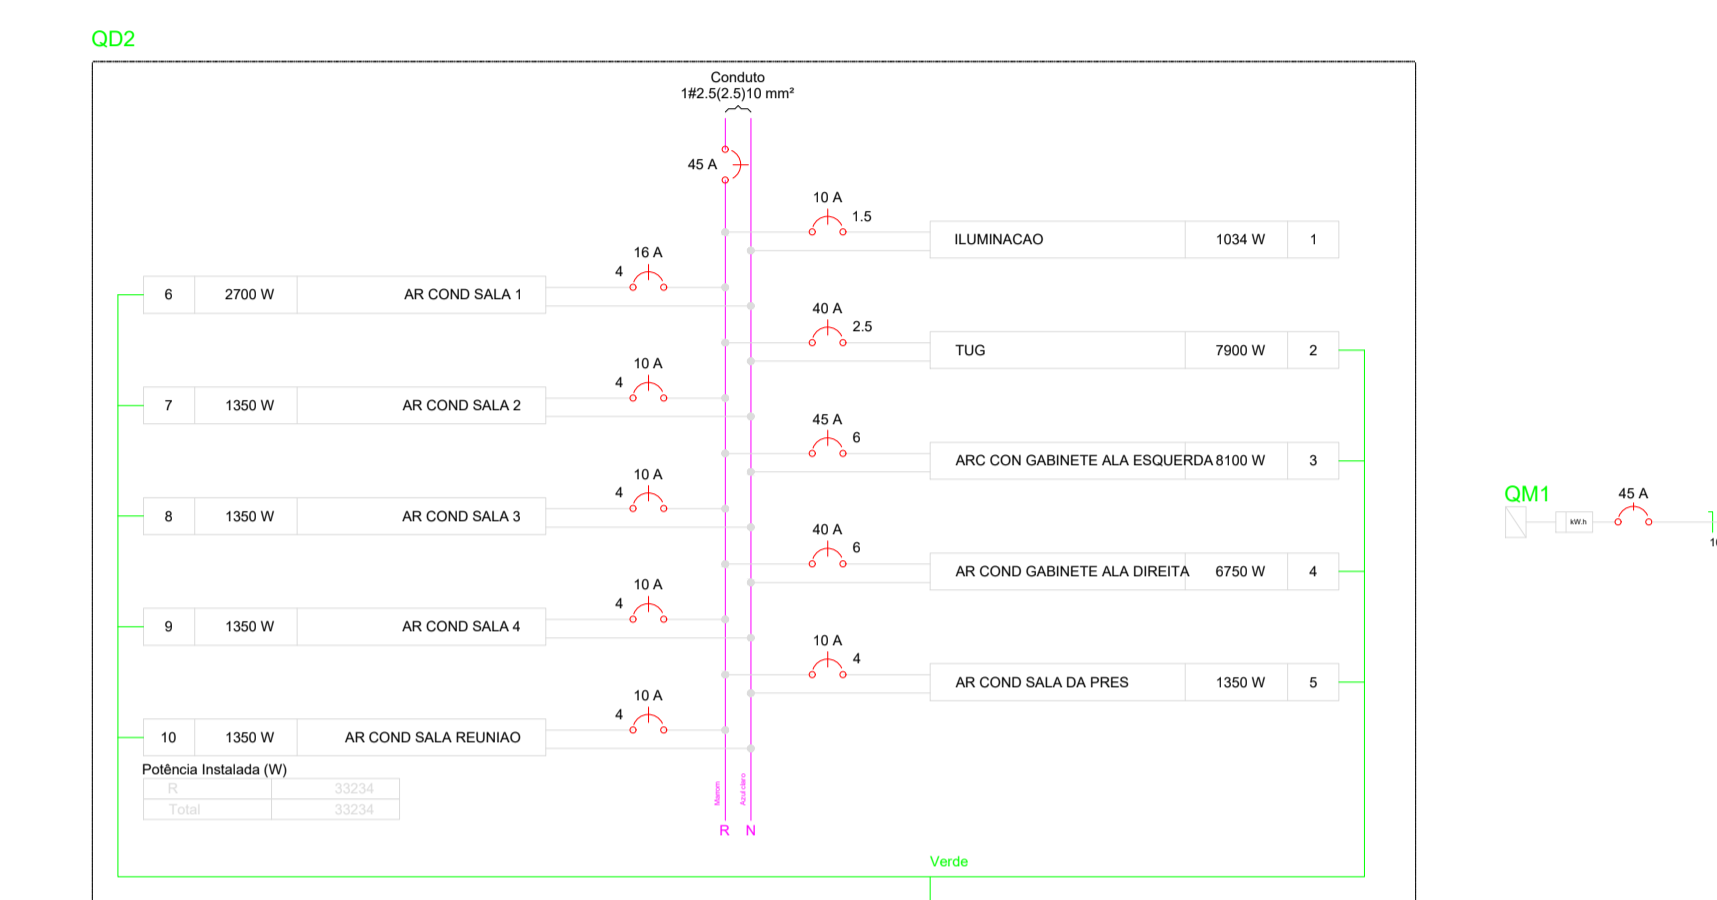 QD2
Conduto
1#2.5(2.5)10 mm²
45 A
10 A
1.5
ILUMINACAO 1034 W 1
16 A
4
6 2700 W AR COND SALA 1
40 A
2.5
TUG 7900 W 2
10 A
4
7 1350 W AR COND SALA 2
45 A
6
ARC CON GABINETE ALA ESQUERDA 8100 W 3
10 A
4
8 1350 W AR COND SALA 3
40 A
6
AR COND GABINETE ALA DIREITA 6750 W 4
10 A
4
9 1350 W AR COND SALA 4
10 A
4
AR COND SALA DA PRES 1350 W 5
10 A
4
10 1350 W AR COND SALA REUNIAO
Potência Instalada (W)
R 33234
Total 33234
Marrom
Azul claro
R N
Verde
QM1
45 A
kW.h